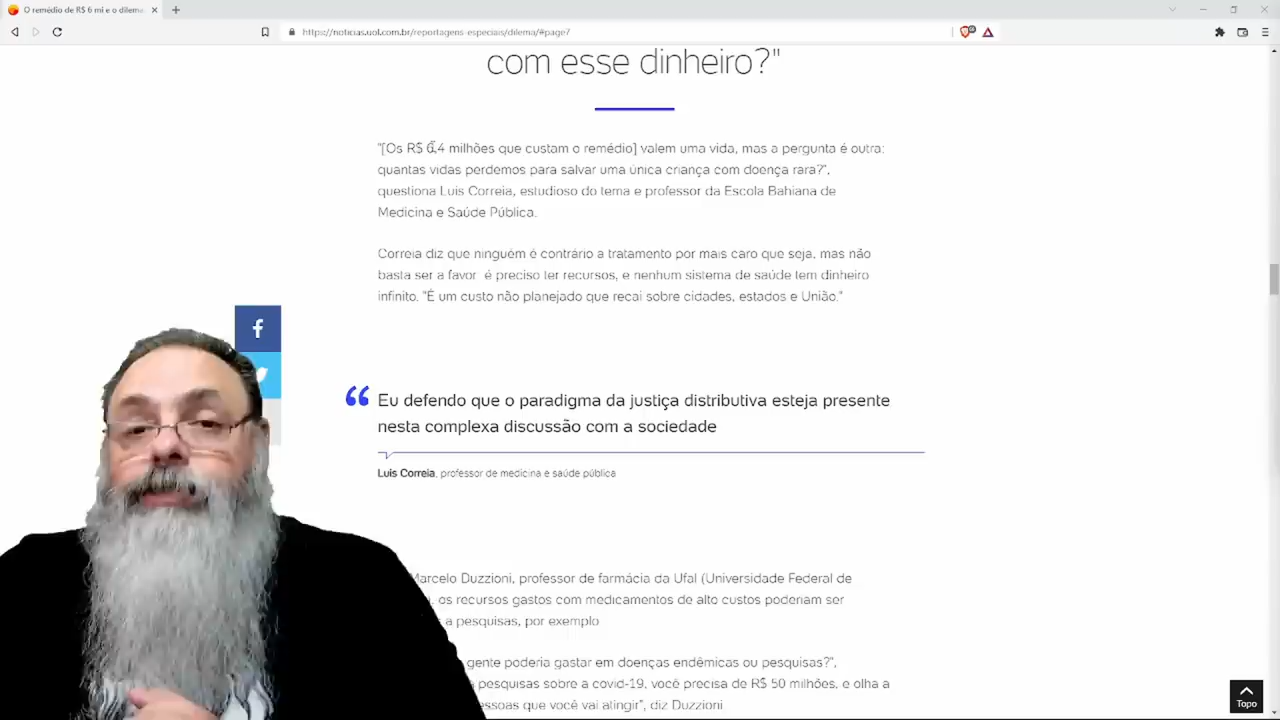 O remédio de R$ 6 mi e o dilema
https://noticias.uol.com.br/reportagens-especiais/dilema/#page7
com esse dinheiro?"
"[Os R$ 6,4 milhões que custam o remédio] valem uma vida, mas a pergunta é outra:
quantas vidas perdemos para salvar uma única criança com doença rara?",
questiona Luis Correia, estudioso do tema e professor da Escola Bahiana de
Medicina e Saúde Pública.
Correia diz que ninguém é contrário a tratamento por mais caro que seja, mas não
basta ser a favor é preciso ter recursos, e nenhum sistema de saúde tem dinheiro
infinito. "É um custo não planejado que recai sobre cidades, estados e União."
Eu defendo que o paradigma da justiça distributiva esteja presente
nesta complexa discussão com a sociedade
Luis Correia, professor de medicina e saúde pública
Marcelo Duzzioni, professor de farmácia da Ufal (Universidade Federal de
os recursos gastos com medicamentos de alto custos poderiam ser
a pesquisas, por exemplo
gente poderia gastar em doenças endêmicas ou pesquisas?",
pesquisas sobre a covid-19, você precisa de R$ 50 milhões, e olha a
essoas que você vai atingir", diz Duzzioni
Topo